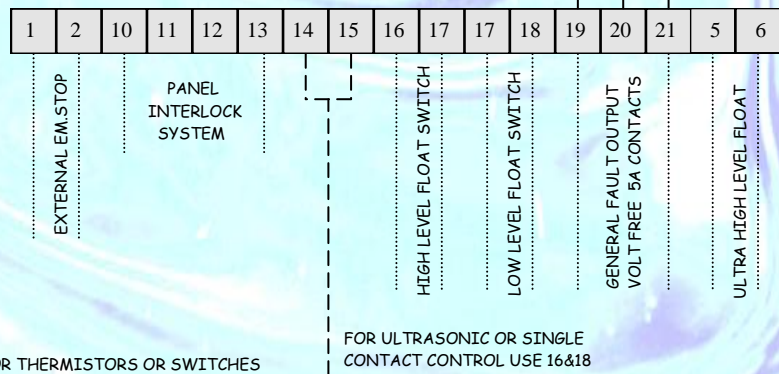 1 2 10 11 12 13 14 15 16 17 17 18 19 20 21 5 6
EXTERNAL EM.STOP
PANEL
INTERLOCK
SYSTEM
HIGH LEVEL FLOAT SWITCH
LOW LEVEL FLOAT SWITCH
GENERAL FAULT OUTPUT
VOLT FREE 5A CONTACTS
ULTRA HIGH LEVEL FLOAT
FOR ULTRASONIC OR SINGLE
CONTACT CONTROL USE 16&18
THERMISTORS OR SWITCHES